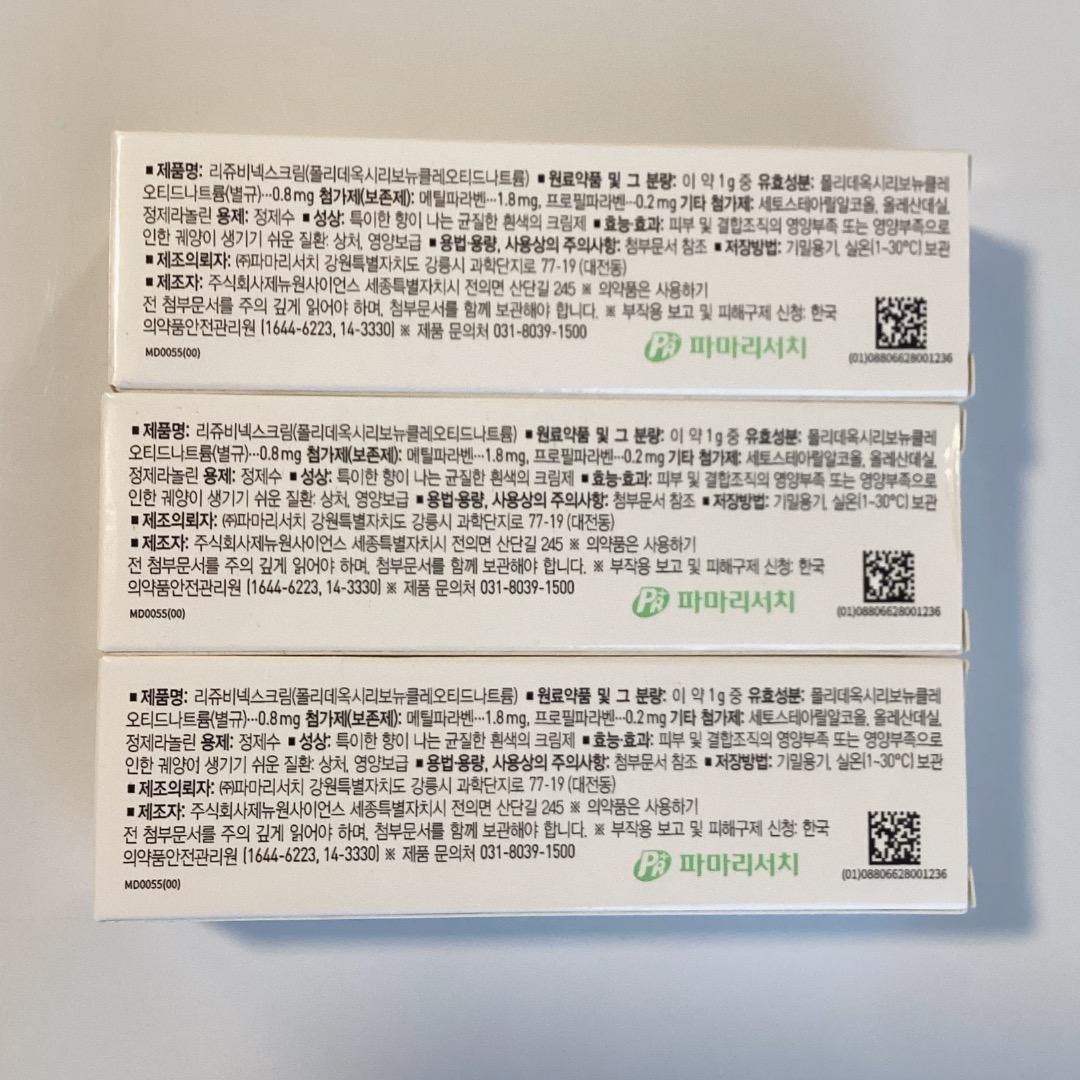 ▪ 제품명: 리쥬비넥스크림(폴리데옥시리보뉴클레오티드나트륨) ▪ 원료약품 및 그 분량: 이 약 1g 중 유효성분: 폴리데옥시리보뉴클레
오티드나트륨(별규)···0.8mg 첨가제(보존제): 메틸파라벤···1.8mg, 프로필파라벤···0.2mg 기타 첨가제: 세토스테아릴알코올, 올레산데실,
정제라놀린 용제: 정제수 ▪ 성상: 특이한 향이 나는 균질한 흰색의 크림제 ▪ 효능·효과: 피부 및 결합조직의 영양부족 또는 영양부족으로
인한 궤양이 생기기 쉬운 질환: 상처, 영양보급 ▪ 용법·용량, 사용상의 주의사항: 첨부문서 참조 ▪ 저장방법: 기밀용기, 실온(1~30℃) 보관
▪ 제조의뢰자: ㈜파마리서치 강원특별자치도 강릉시 과학단지로 77-19 (대전동)
▪ 제조자: 주식회사제뉴원사이언스 세종특별자치시 전의면 산단길 245 ※ 의약품은 사용하기
전 첨부문서를 주의 깊게 읽어야 하며, 첨부문서를 함께 보관해야 합니다. ※ 부작용 보고 및 피해구제 신청: 한국
의약품안전관리원 (1644-6223, 14-3330) ※ 제품 문의처 031-8039-1500
파마리서치
MD0055(00)
(01)08806628001236
▪ 제품명: 리쥬비넥스크림(폴리데옥시리보뉴클레오티드나트륨) ▪ 원료약품 및 그 분량: 이 약 1g 중 유효성분: 폴리데옥시리보뉴클레
오티드나트륨(별규)···0.8mg 첨가제(보존제): 메틸파라벤···1.8mg, 프로필파라벤···0.2mg 기타 첨가제: 세토스테아릴알코올, 올레산데실,
정제라놀린 용제: 정제수 ▪ 성상: 특이한 향이 나는 균질한 흰색의 크림제 ▪ 효능·효과: 피부 및 결합조직의 영양부족 또는 영양부족으로
인한 궤양이 생기기 쉬운 질환: 상처, 영양보급 ▪ 용법·용량, 사용상의 주의사항: 첨부문서 참조 ▪ 저장방법: 기밀용기, 실온(1~30℃) 보관
▪ 제조의뢰자: ㈜파마리서치 강원특별자치도 강릉시 과학단지로 77-19 (대전동)
▪ 제조자: 주식회사제뉴원사이언스 세종특별자치시 전의면 산단길 245 ※ 의약품은 사용하기
전 첨부문서를 주의 깊게 읽어야 하며, 첨부문서를 함께 보관해야 합니다. ※ 부작용 보고 및 피해구제 신청: 한국
의약품안전관리원 (1644-6223, 14-3330) ※ 제품 문의처 031-8039-1500
파마리서치
MD0055(00)
(01)08806628001236
▪ 제품명: 리쥬비넥스크림(폴리데옥시리보뉴클레오티드나트륨) ▪ 원료약품 및 그 분량: 이 약 1g 중 유효성분: 폴리데옥시리보뉴클레
오티드나트륨(별규)···0.8mg 첨가제(보존제): 메틸파라벤···1.8mg, 프로필파라벤···0.2mg 기타 첨가제: 세토스테아릴알코올, 올레산데실,
정제라놀린 용제: 정제수 ▪ 성상: 특이한 향이 나는 균질한 흰색의 크림제 ▪ 효능·효과: 피부 및 결합조직의 영양부족 또는 영양부족으로
인한 궤양이 생기기 쉬운 질환: 상처, 영양보급 ▪ 용법·용량, 사용상의 주의사항: 첨부문서 참조 ▪ 저장방법: 기밀용기, 실온(1~30℃) 보관
▪ 제조의뢰자: ㈜파마리서치 강원특별자치도 강릉시 과학단지로 77-19 (대전동)
▪ 제조자: 주식회사제뉴원사이언스 세종특별자치시 전의면 산단길 245 ※ 의약품은 사용하기
전 첨부문서를 주의 깊게 읽어야 하며, 첨부문서를 함께 보관해야 합니다. ※ 부작용 보고 및 피해구제 신청: 한국
의약품안전관리원 (1644-6223, 14-3330) ※ 제품 문의처 031-8039-1500
파마리서치
MD0055(00)
(01)08806628001236